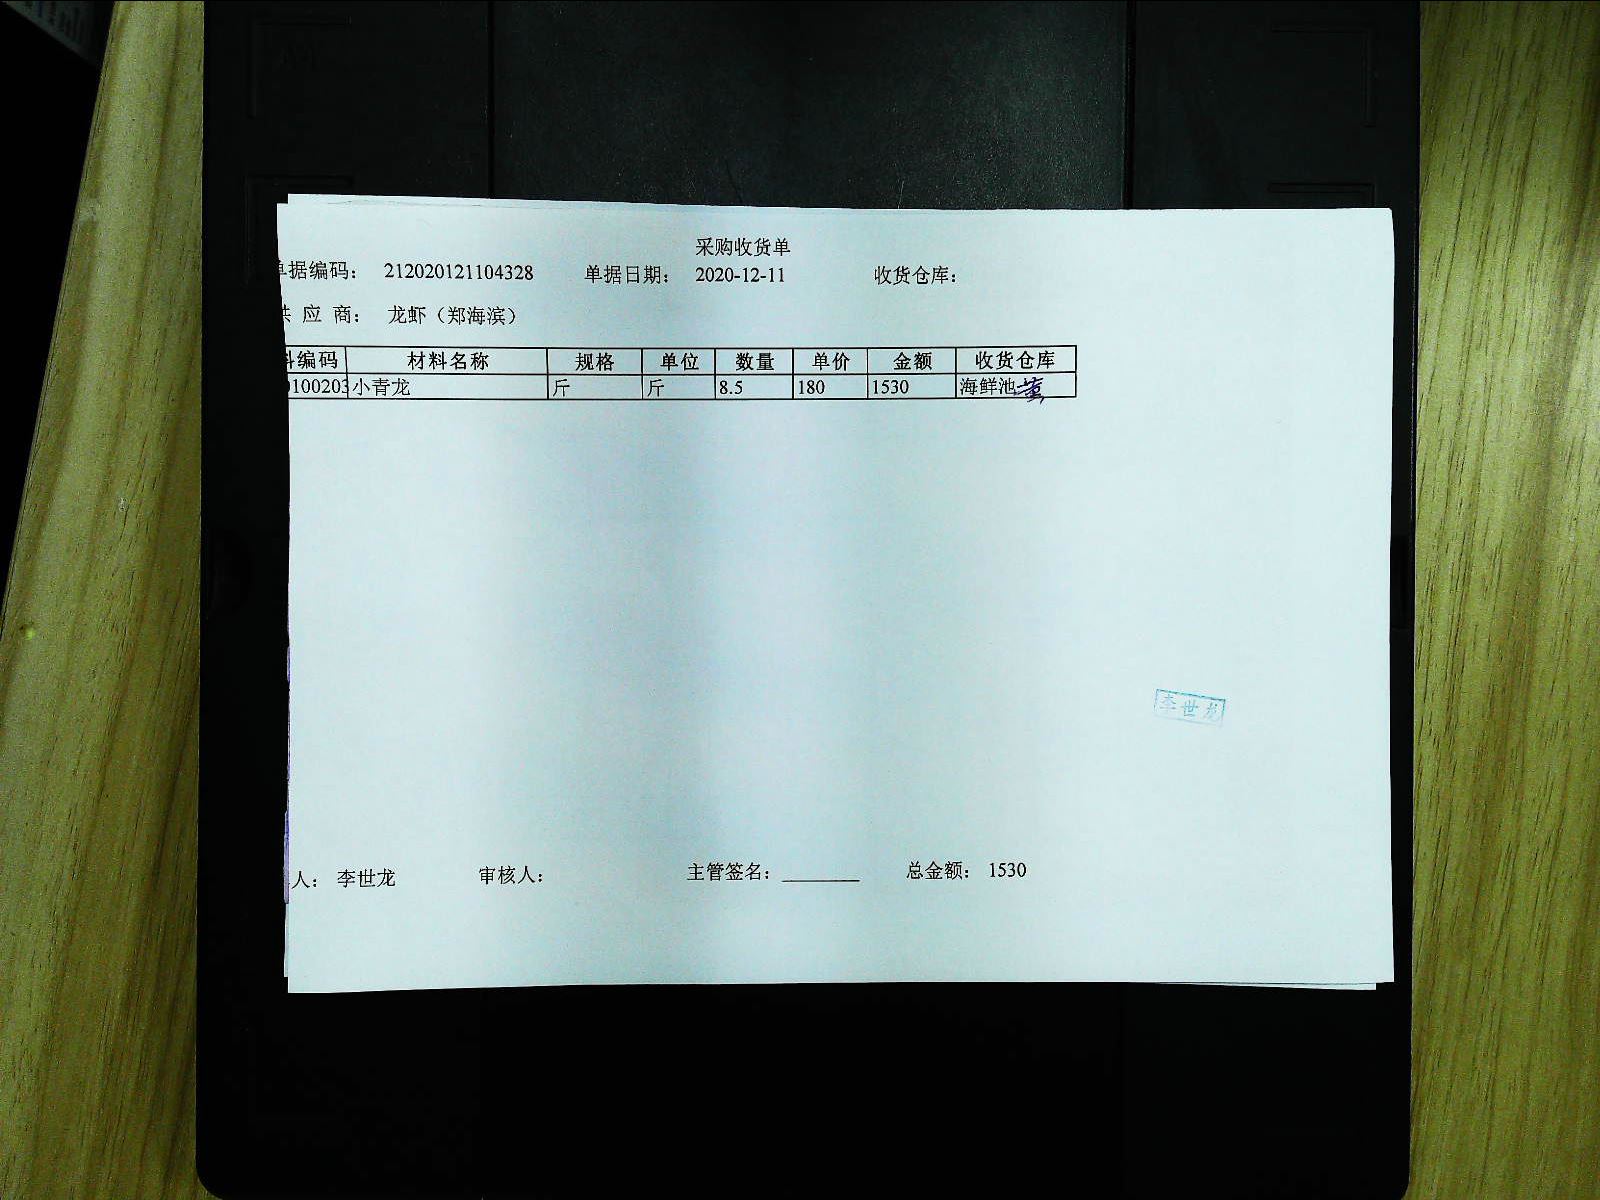 采购收货单
单据编码： 212020121104328 单据日期： 2020-12-11 收货仓库：
供 应 商： 龙虾（郑海滨）
料编码 材料名称 规格 单位 数量 单价 金额 收货仓库
0100203 小青龙 斤 斤 8.5 180 1530 海鲜池
李世龙
人： 李世龙 审核人： 主管签名：________ 总金额： 1530